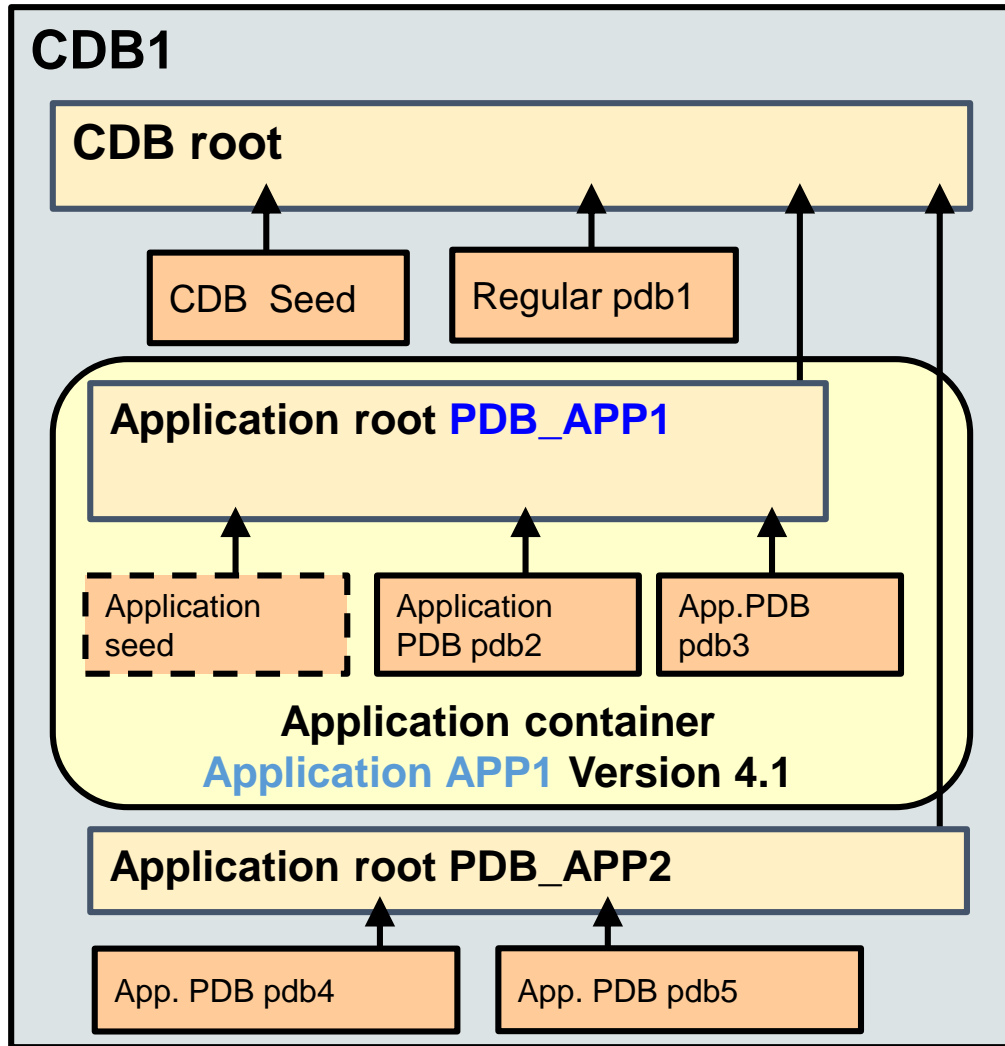 CDB1
CDB root
CDB Seed
Regular pdb1
Application root PDB_APP1
Application
seed
Application
PDB pdb2
App.PDB
pdb3
Application container
Application APP1 Version 4.1
Application root PDB_APP2
App. PDB pdb4
App. PDB pdb5